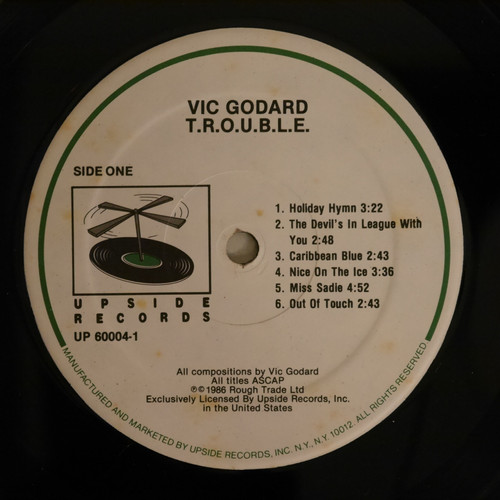 VIC GODARD
T.R.O.U.B.L.E.
SIDE ONE
1. Holiday Hymn 3:22
2. The Devil's In League With
You 2:48
3. Caribbean Blue 2:43
4. Nice On The Ice 3:36
5. Miss Sadie 4:52
6. Out Of Touch 2:43
UPSIDE
RECORDS
UP 60004-1
All compositions by Vic Godard
All titles ASCAP
℗©1986 Rough Trade Ltd
Exclusively Licensed By Upside Records, Inc.
in the United States
MANUFACTURED AND MARKETED BY UPSIDE RECORDS, INC. N.Y., N.Y. 10012. ALL RIGHTS RESERVED.